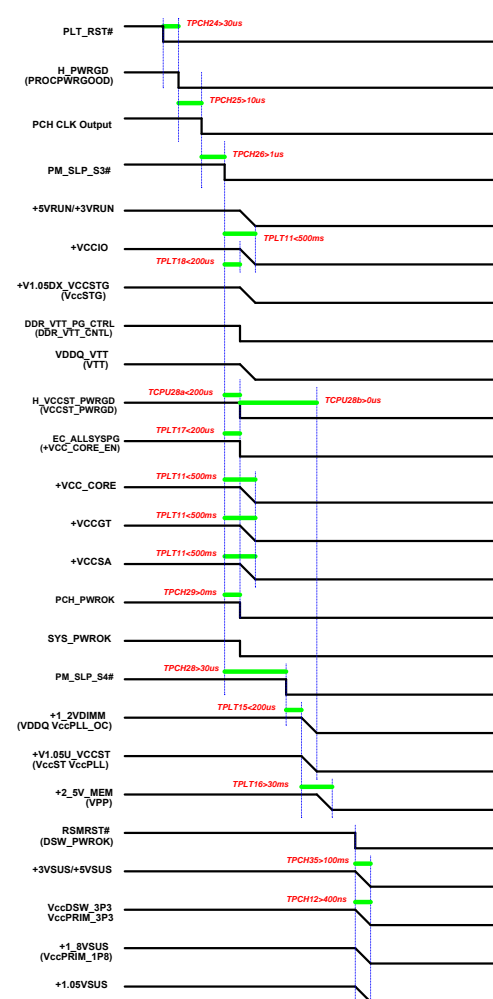 TPCH24>30us
PLT_RST#
H_PWRGD
(PROCPWRGOOD)
TPCH25>10us
PCH CLK Output
TPCH26>1us
PM_SLP_S3#
+5VRUN/+3VRUN
TPLT11<500ms
+VCCIO
TPLT18<200us
+V1.05DX_VCCSTG
(VccSTG)
DDR_VTT_PG_CTRL
(DDR_VTT_CNTL)
VDDQ_VTT
(VTT)
TCPU28a<200us
TCPU28b>0us
H_VCCST_PWRGD
(VCCST_PWRGD)
TPLT17<200us
EC_ALLSYSPG
(+VCC_CORE_EN)
TPLT11<500ms
+VCC_CORE
TPLT11<500ms
+VCCGT
TPLT11<500ms
+VCCSA
TPCH29>0ms
PCH_PWROK
SYS_PWROK
TPCH28>30us
PM_SLP_S4#
TPLT15<200us
+1_2VDIMM
(VDDQ VccPLL_OC)
+V1.05U_VCCST
(VccST VccPLL)
TPLT16>30ms
+2_5V_MEM
(VPP)
RSMRST#
(DSW_PWROK)
TPCH35>100ms
+3VSUS/+5VSUS
TPCH12>400ns
VccDSW_3P3
VccPRIM_3P3
+1_8VSUS
(VccPRIM_1P8)
+1.05VSUS